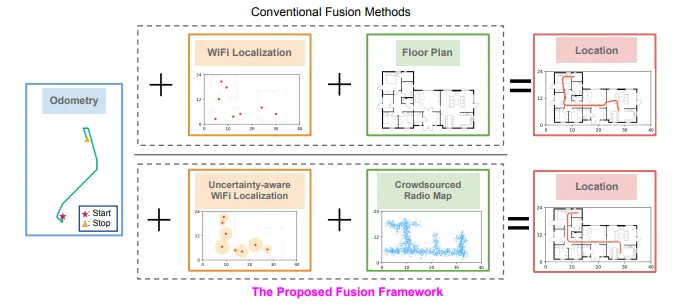 Conventional Fusion Methods
WiFi Localization
Floor Plan
Location
24
12
0
0 10 20 30 40
24
12
0
0 10 20 30 40
Odometry
: Start
: Stop
Uncertainty-aware
WiFi Localization
Crowdsourced
Radio Map
Location
24
12
0
0 10 20 30 40
24
12
0
0 10 20 30 40
24
12
0
0 10 20 30 40
The Proposed Fusion Framework